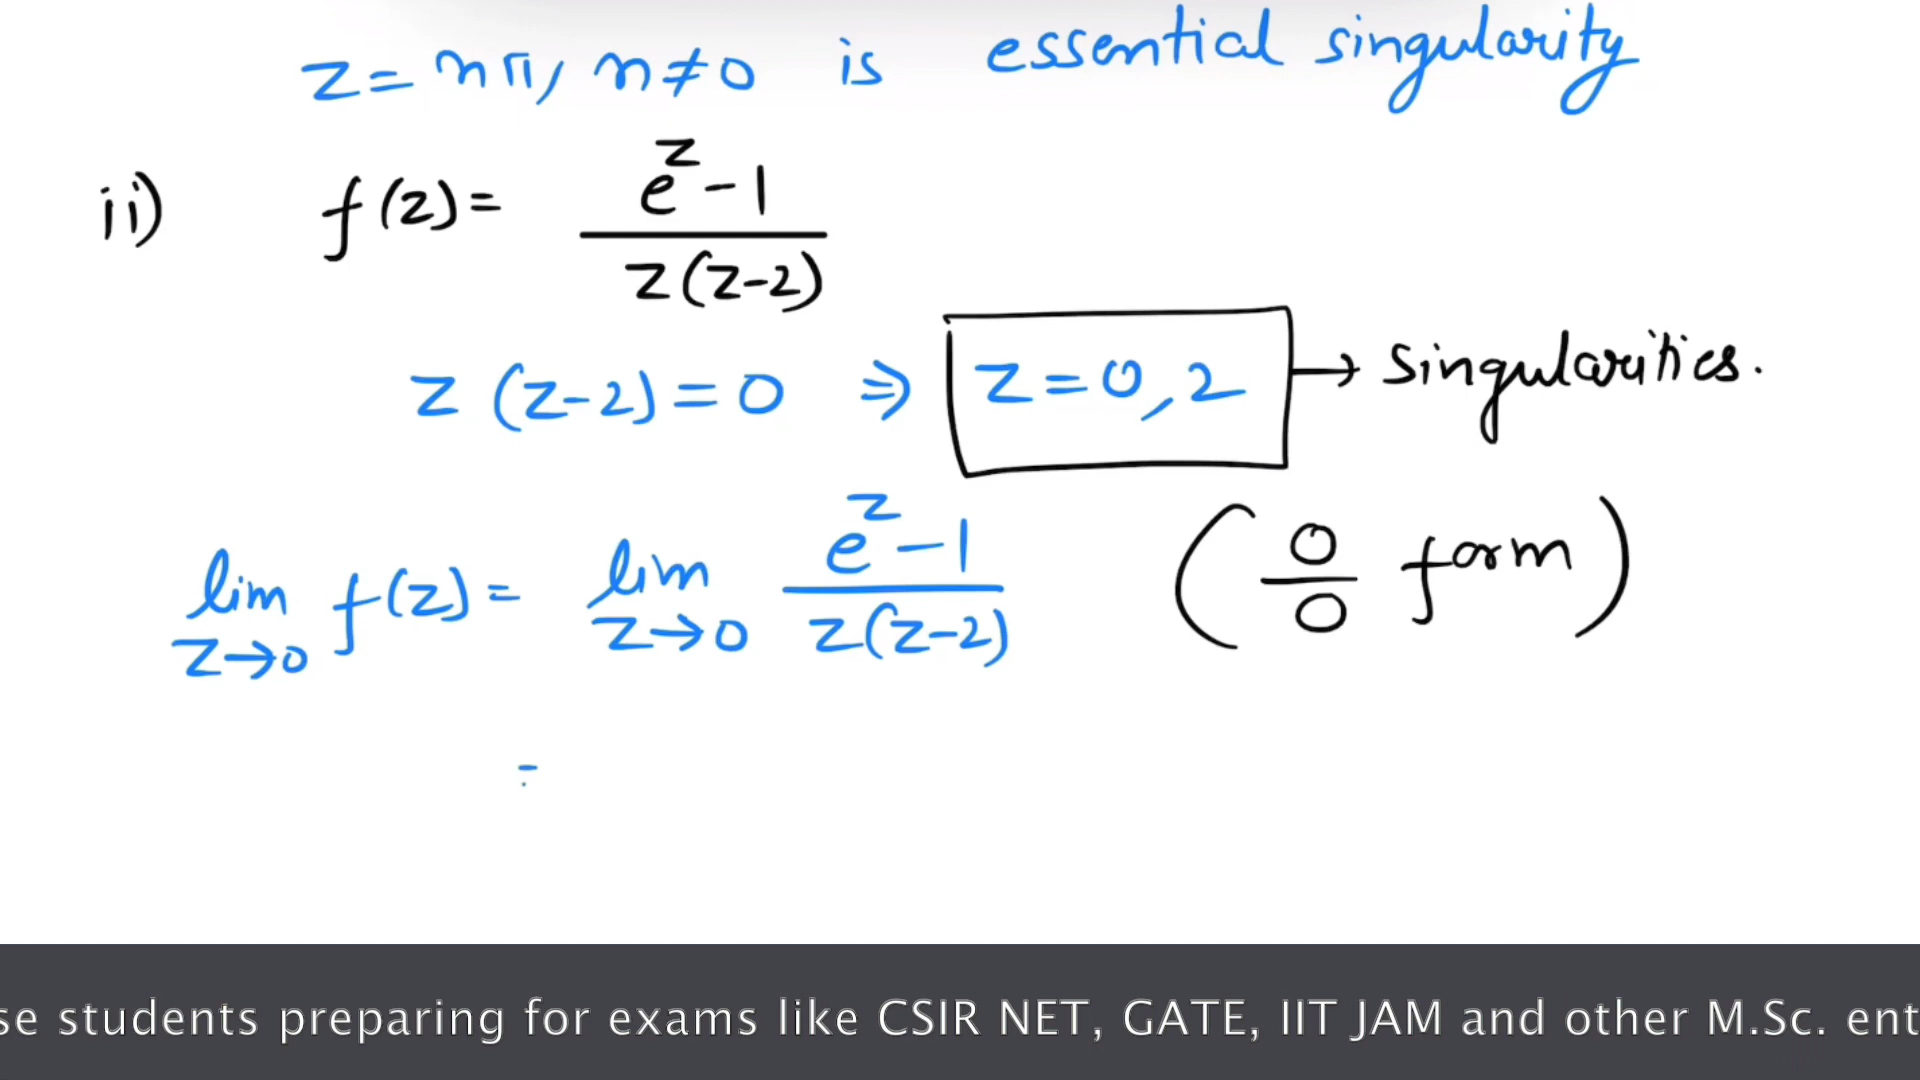 z = nπ, n ≠ 0 is essential singularity
ii) f(z) = (e^z - 1) / (z(z-2))
z(z-2) = 0 ⇒ z = 0, 2 → singularities.
lim_{z→0} f(z) = lim_{z→0} (e^z - 1) / (z(z-2)) (0/0 form)
=
se students preparing for exams like CSIR NET, GATE, IIT JAM and other M.Sc. ent